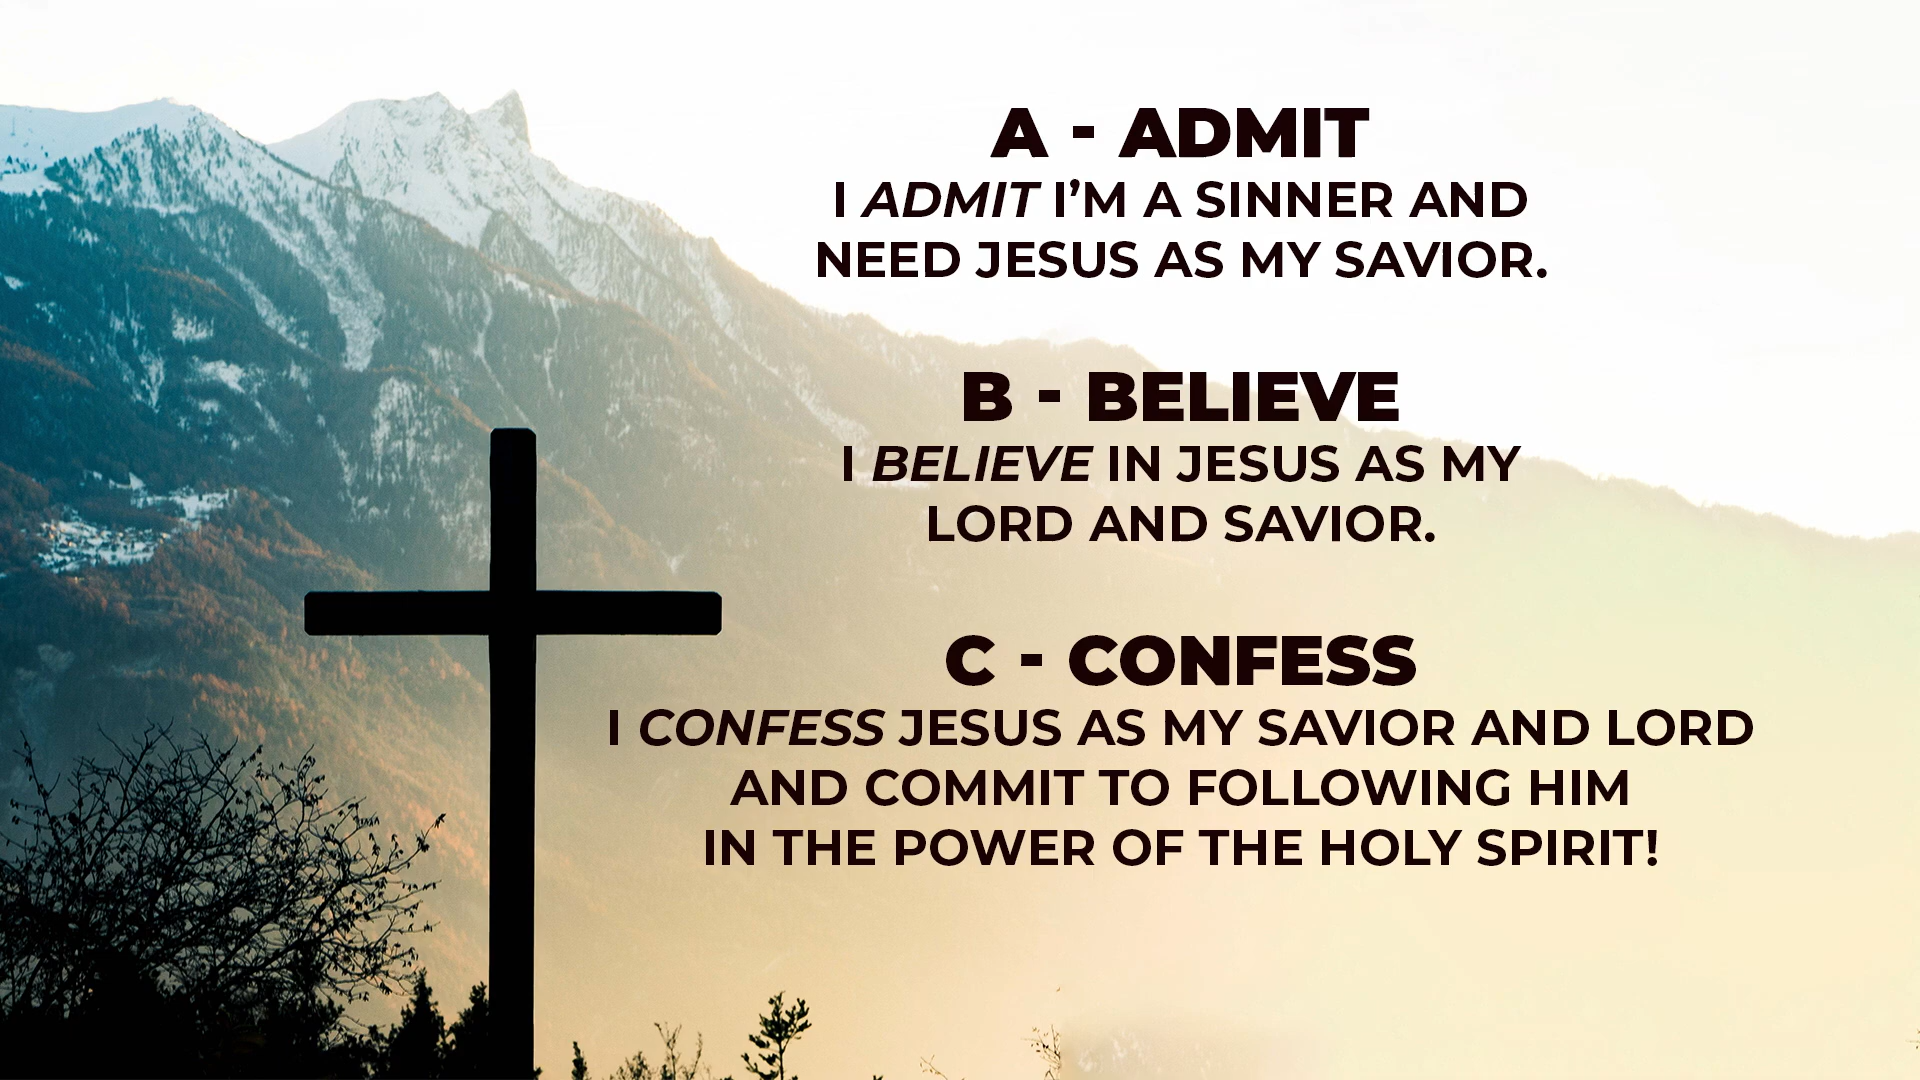 A - ADMIT
I ADMIT I’M A SINNER AND
NEED JESUS AS MY SAVIOR.
B - BELIEVE
I BELIEVE IN JESUS AS MY
LORD AND SAVIOR.
C - CONFESS
I CONFESS JESUS AS MY SAVIOR AND LORD
AND COMMIT TO FOLLOWING HIM
IN THE POWER OF THE HOLY SPIRIT!